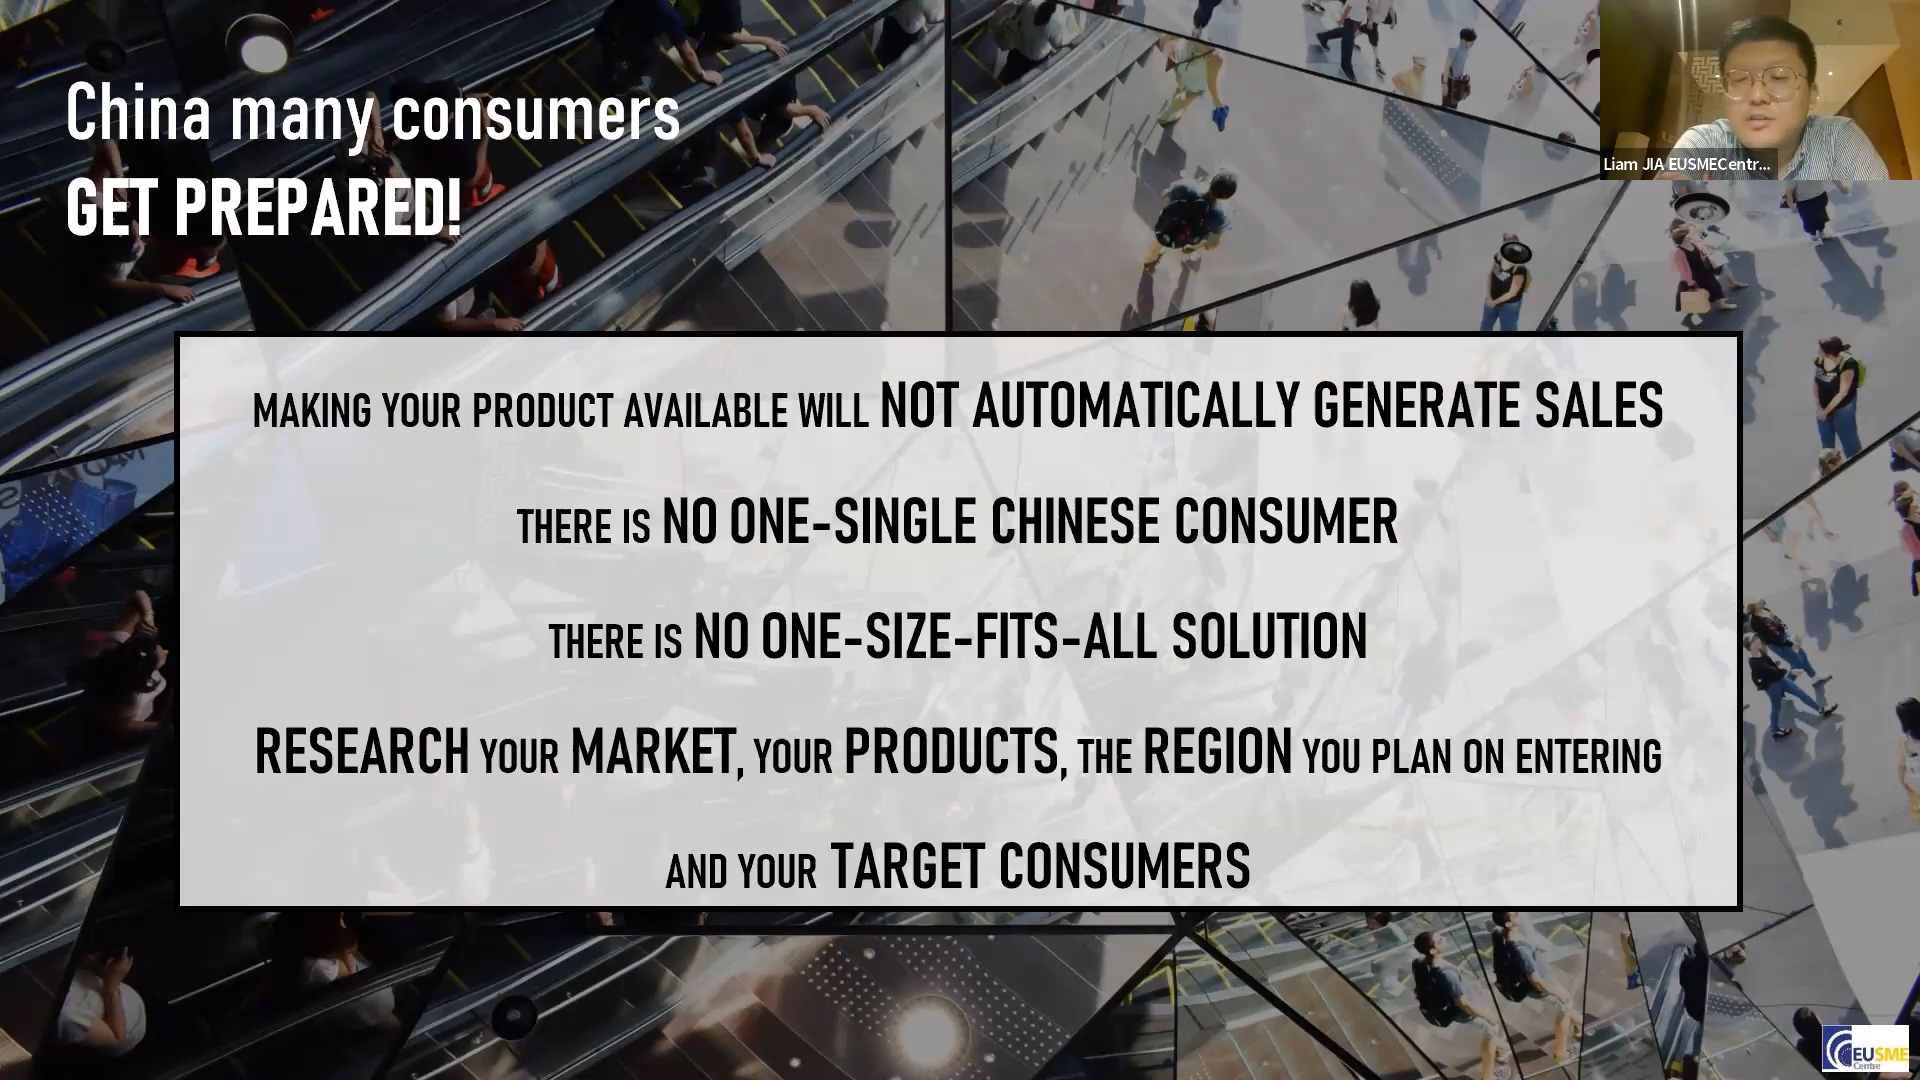 China many consumers
GET PREPARED!
Liam JIA EUSMECentr...
MAKING YOUR PRODUCT AVAILABLE WILL NOT AUTOMATICALLY GENERATE SALES
THERE IS NO ONE-SINGLE CHINESE CONSUMER
THERE IS NO ONE-SIZE-FITS-ALL SOLUTION
RESEARCH YOUR MARKET, YOUR PRODUCTS, THE REGION YOU PLAN ON ENTERING
AND YOUR TARGET CONSUMERS
EUSME
Centre